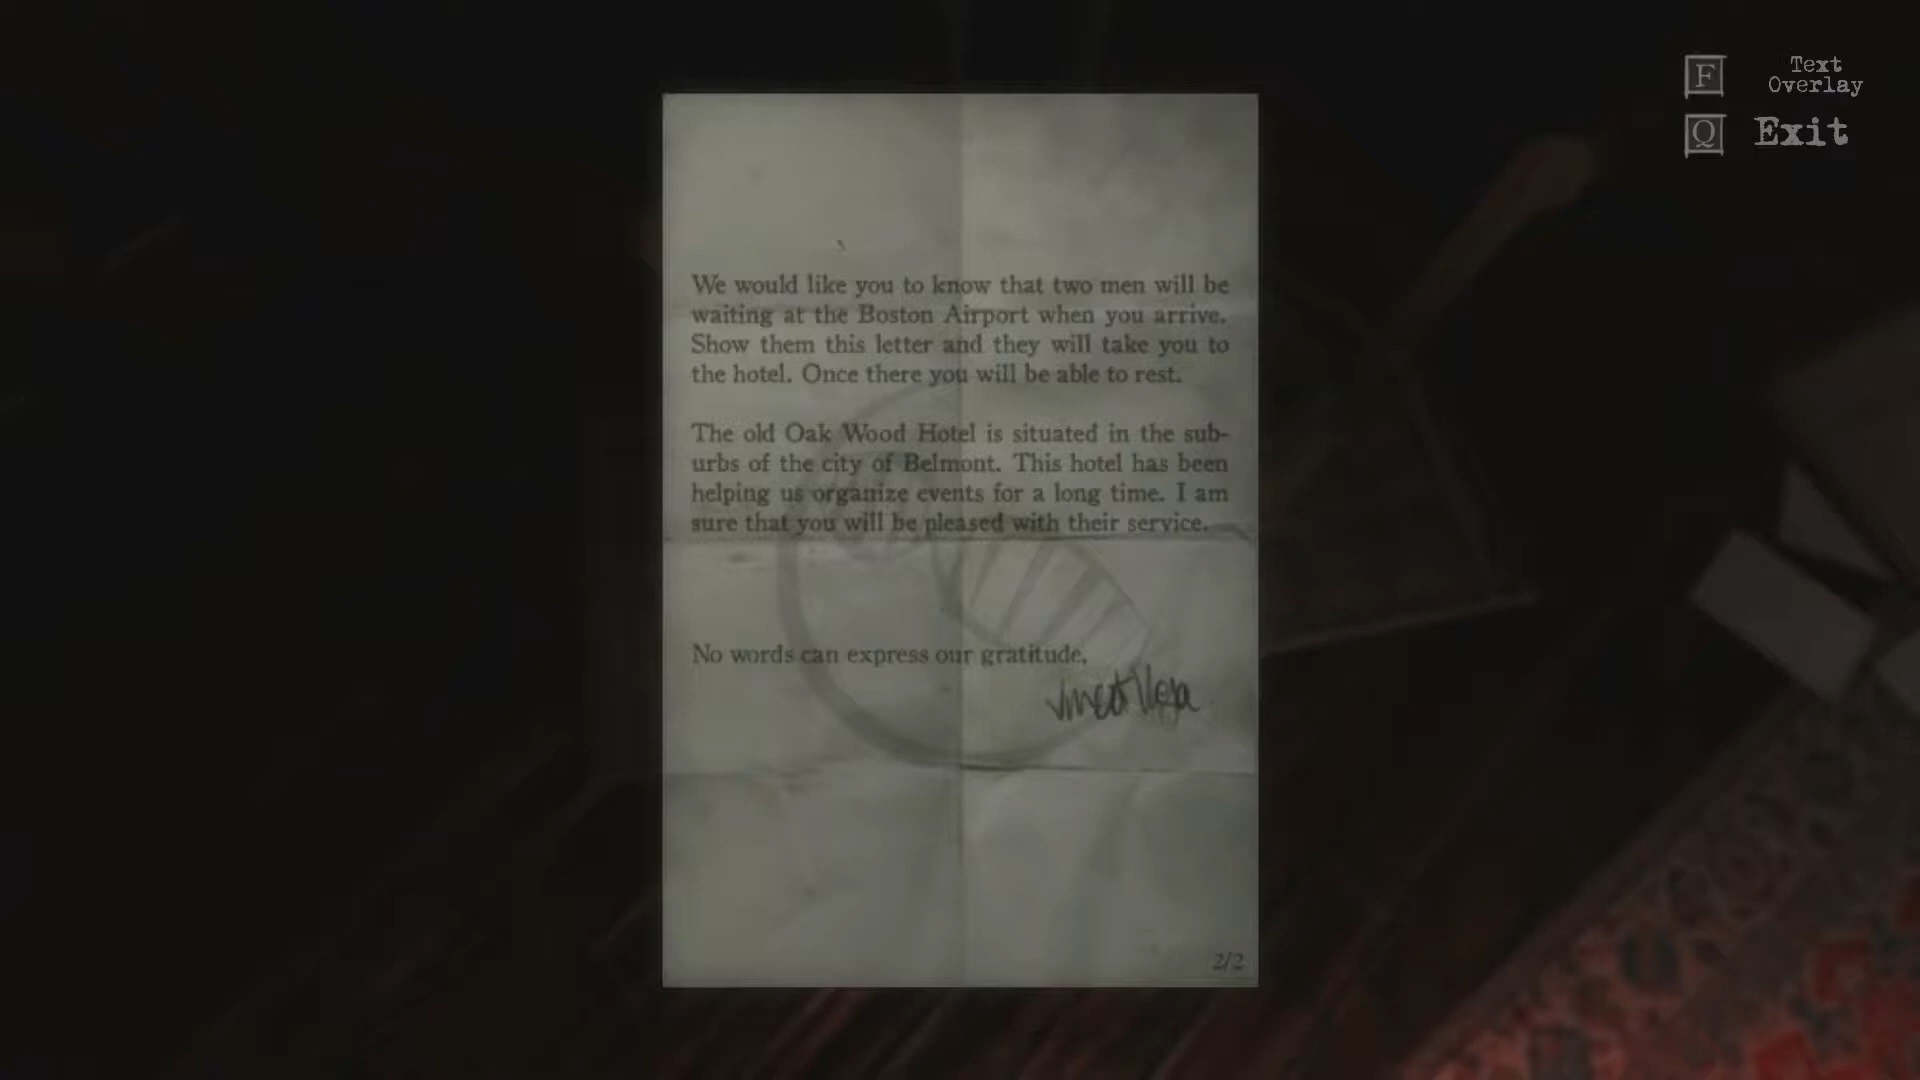 F Text
Overlay
Q Exit
We would like you to know that two men will be
waiting at the Boston Airport when you arrive.
Show them this letter and they will take you to
the hotel. Once there you will be able to rest.
The old Oak Wood Hotel is situated in the sub-
urbs of the city of Belmont. This hotel has been
helping us organize events for a long time. I am
sure that you will be pleased with their service.
No words can express our gratitude,
2/2